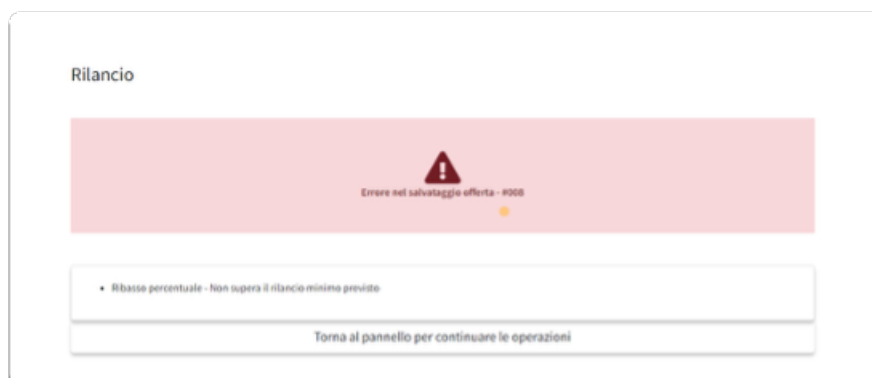 Rilancio
Errore nel salvataggio offerta - #008
• Ribasso percentuale - Non supera il rilancio minimo previsto
Torna al pannello per continuare le operazioni